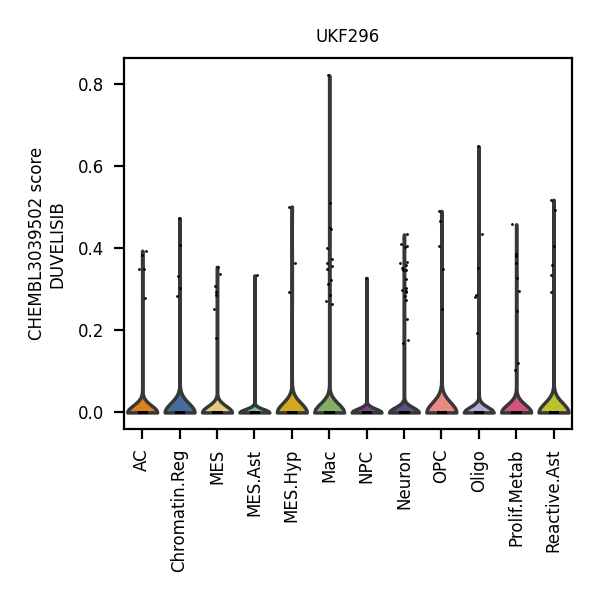 UKF296
CHEMBL3039502 score
DUVELISIB
0.8
0.6
0.4
0.2
0.0
AC
Chromatin.Reg
MES
MES.Ast
MES.Hyp
Mac
NPC
Neuron
OPC
Oligo
Prolif.Metab
Reactive.Ast